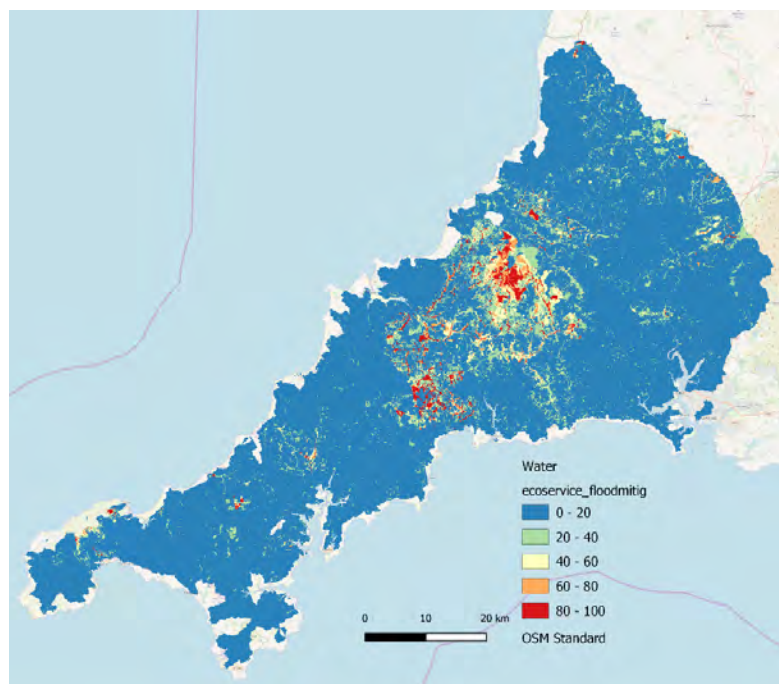 Water
ecoservice_floodmitig
0 - 20
20 - 40
40 - 60
60 - 80
80 - 100
0 10 20 km
OSM Standard